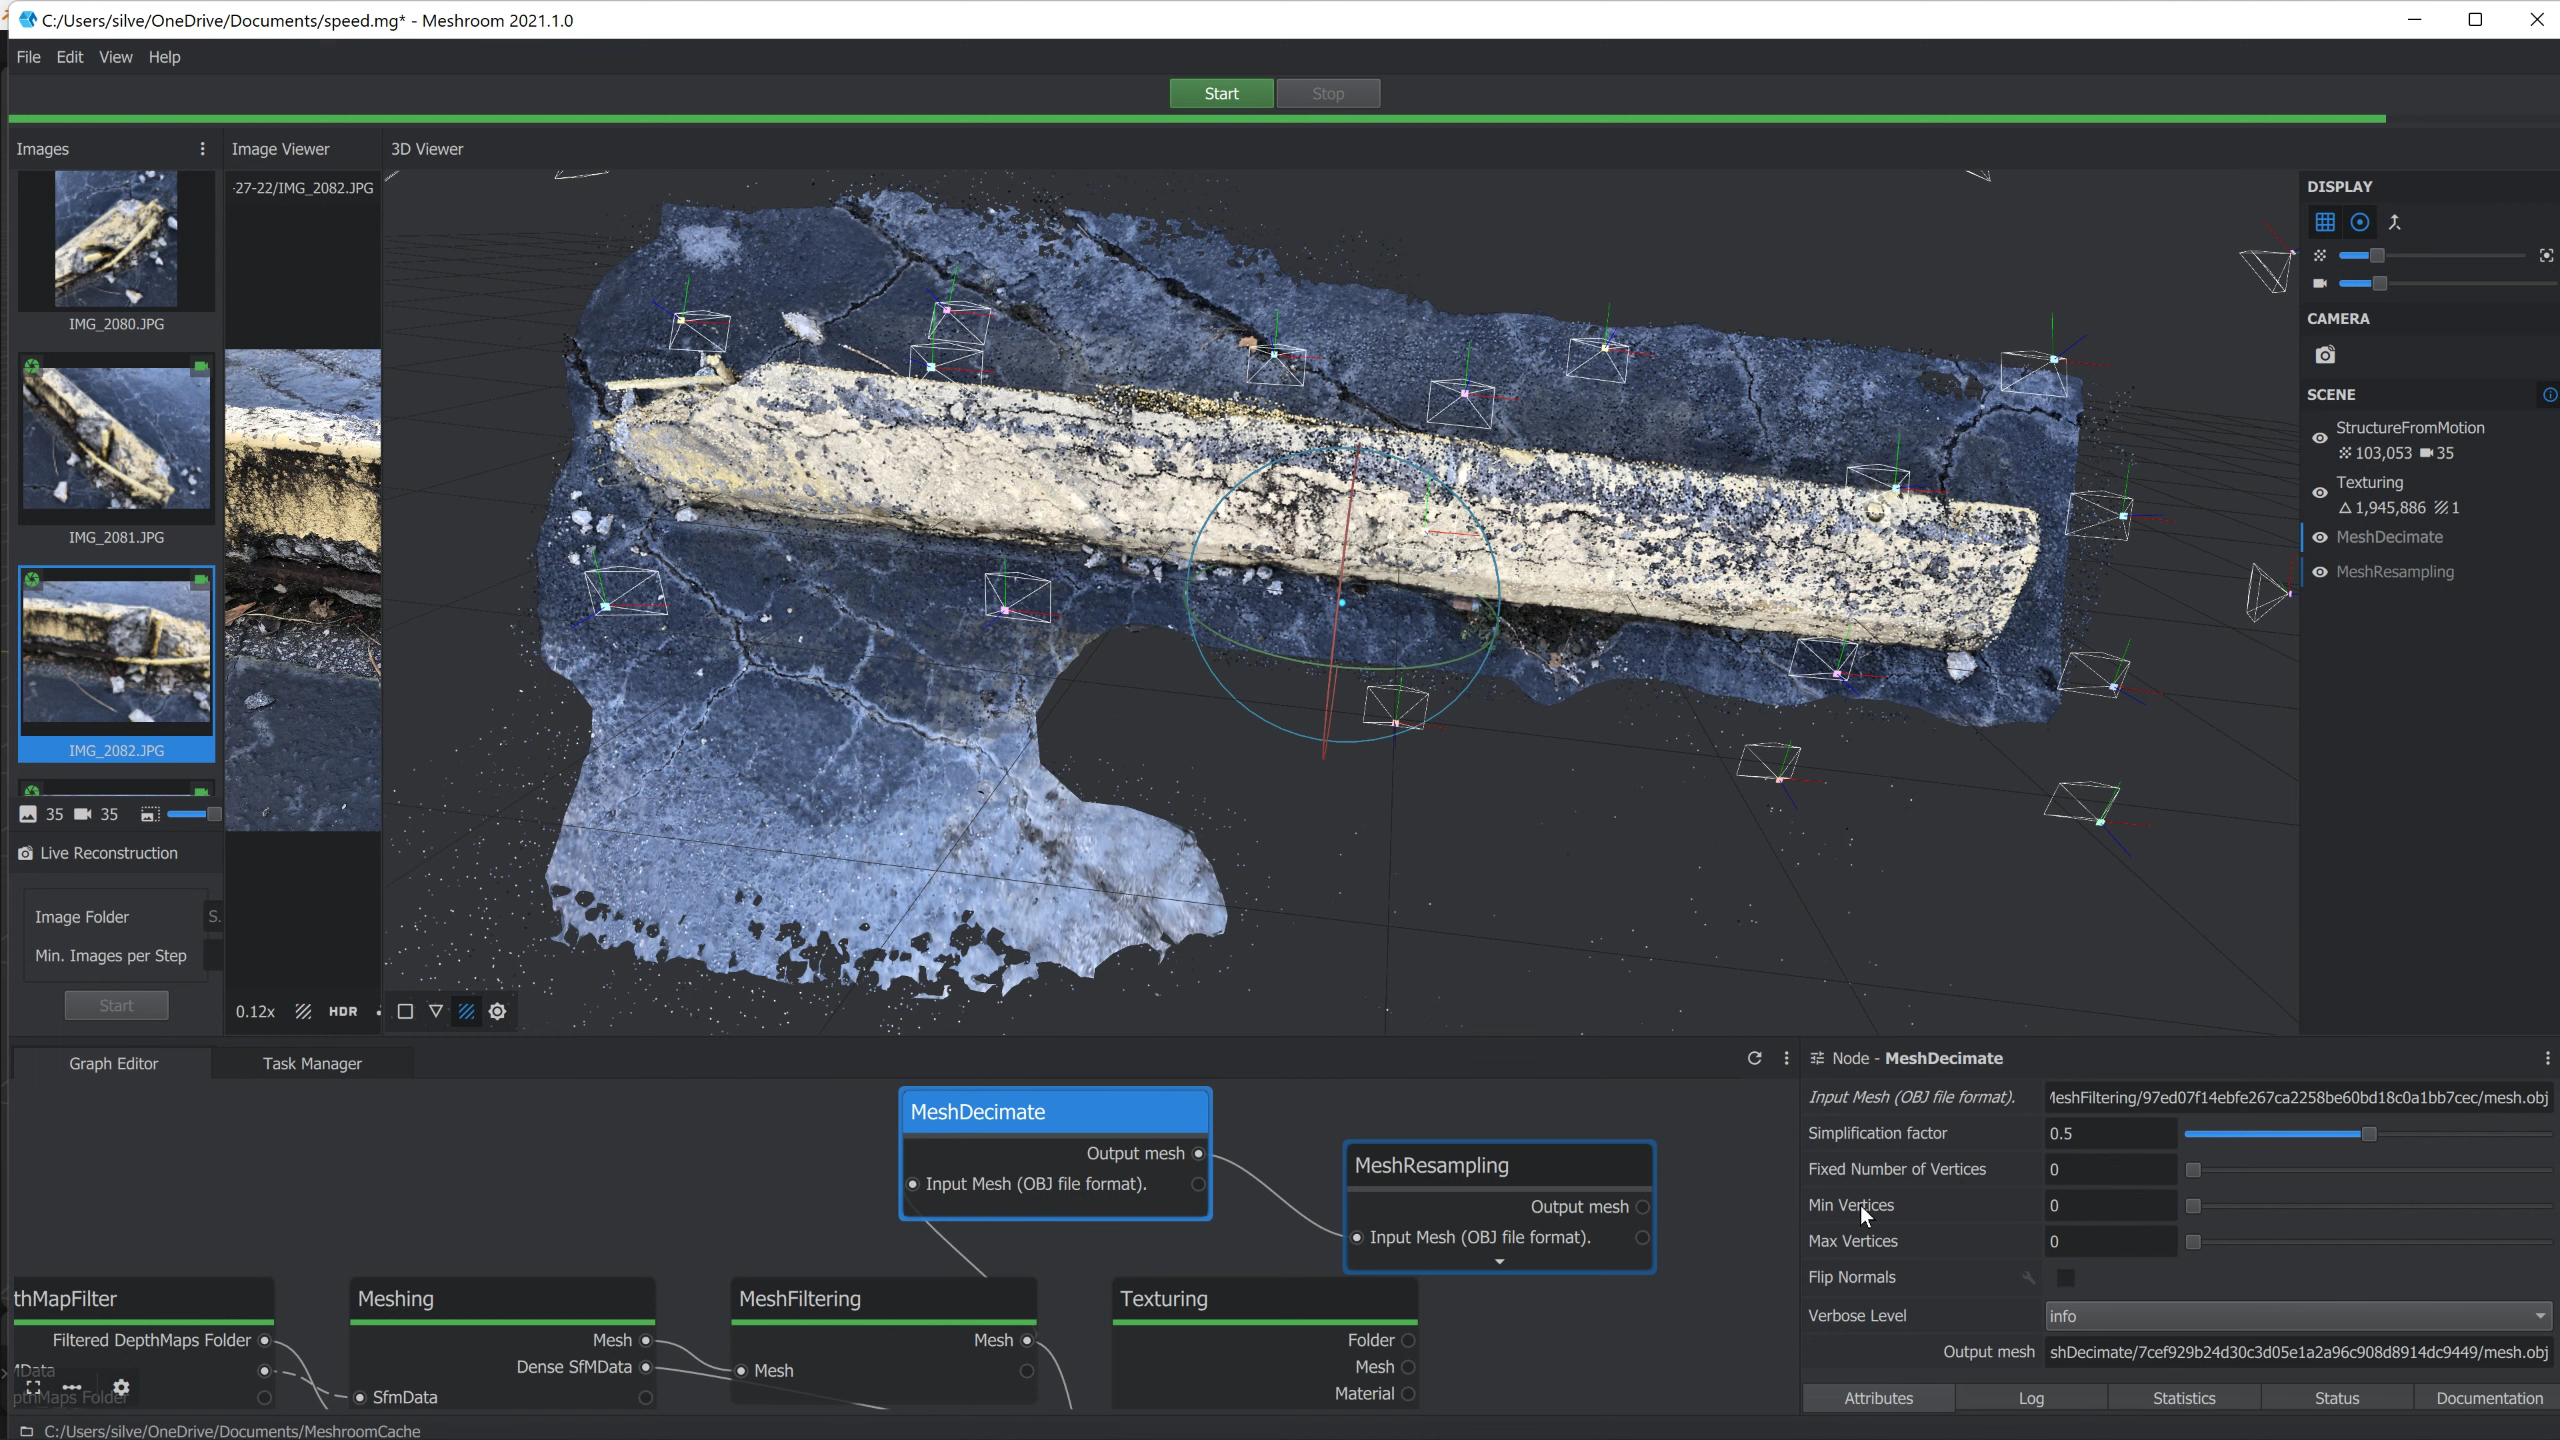 C:/Users/silve/OneDrive/Documents/speed.mg* - Meshroom 2021.1.0
File Edit View Help
Start Stop
Images
Image Viewer
3D Viewer
-27-22/IMG_2082.JPG
IMG_2080.JPG
IMG_2081.JPG
IMG_2082.JPG
35 35
Live Reconstruction
Image Folder S.
Min. Images per Step
Start
0.12x HDR
DISPLAY
CAMERA
SCENE
StructureFromMotion
103,053 35
Texturing
1,945,886 1
MeshDecimate
MeshResampling
Graph Editor
Task Manager
MeshDecimate
Output mesh
Input Mesh (OBJ file format).
MeshResampling
Output mesh
Input Mesh (OBJ file format).
thMapFilter
Filtered DepthMaps Folder
Data
pthMaps Folder
Meshing
Mesh
Dense SfMData
SfmData
MeshFiltering
Mesh
Mesh
Texturing
Folder
Mesh
Material
Node - MeshDecimate
Input Mesh (OBJ file format). MeshFiltering/97ed07f14ebfe267ca2258be60bd18c0a1bb7cec/mesh.obj
Simplification factor 0.5
Fixed Number of Vertices 0
Min Vertices 0
Max Vertices 0
Flip Normals
Verbose Level info
Output mesh shDecimate/7cef929b24d30c3d05e1a2a96c908d8914dc9449/mesh.obj
Attributes Log Statistics Status Documentation
C:/Users/silve/OneDrive/Documents/MeshroomCache